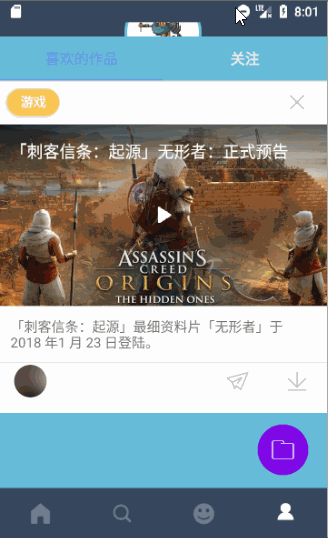 LTE 8:01
喜欢的作品 关注
游戏
「刺客信条：起源」无形者：正式预告
ASSASSIN'S
CREED
ORIGINS
THE HIDDEN ONES
「刺客信条：起源」最细资料片「无形者」于
2018 年1 月 23 日登陆。